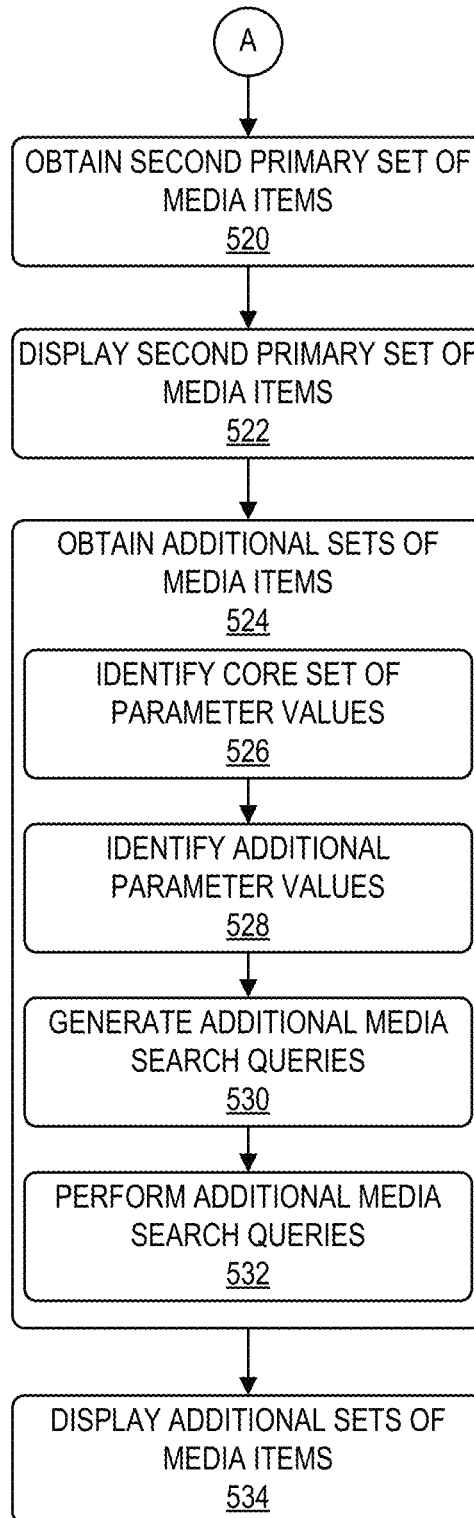 A
OBTAIN SECOND PRIMARY SET OF
MEDIA ITEMS
520
DISPLAY SECOND PRIMARY SET OF
MEDIA ITEMS
522
OBTAIN ADDITIONAL SETS OF
MEDIA ITEMS
524
IDENTIFY CORE SET OF
PARAMETER VALUES
526
IDENTIFY ADDITIONAL
PARAMETER VALUES
528
GENERATE ADDITIONAL MEDIA
SEARCH QUERIES
530
PERFORM ADDITIONAL MEDIA
SEARCH QUERIES
532
DISPLAY ADDITIONAL SETS OF
MEDIA ITEMS
534